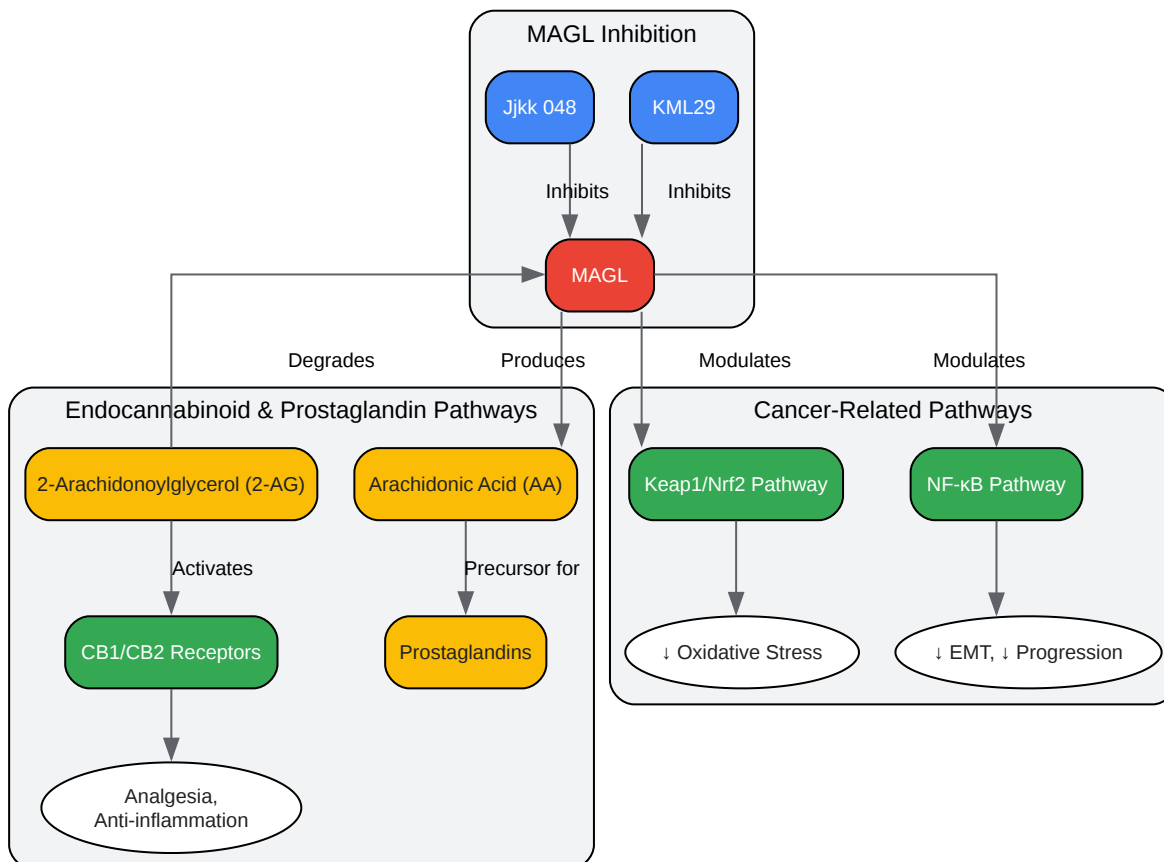 MAGL Inhibition
Jjkk 048
KML29
Inhibits
Inhibits
MAGL
Degrades
Produces
Modulates
Modulates
Endocannabinoid & Prostaglandin Pathways
Cancer-Related Pathways
2-Arachidonoylglycerol (2-AG)
Arachidonic Acid (AA)
Keap1/Nrf2 Pathway
NF-κB Pathway
Activates
Precursor for
CB1/CB2 Receptors
Prostaglandins
↓ Oxidative Stress
↓ EMT, ↓ Progression
Analgesia,
Anti-inflammation